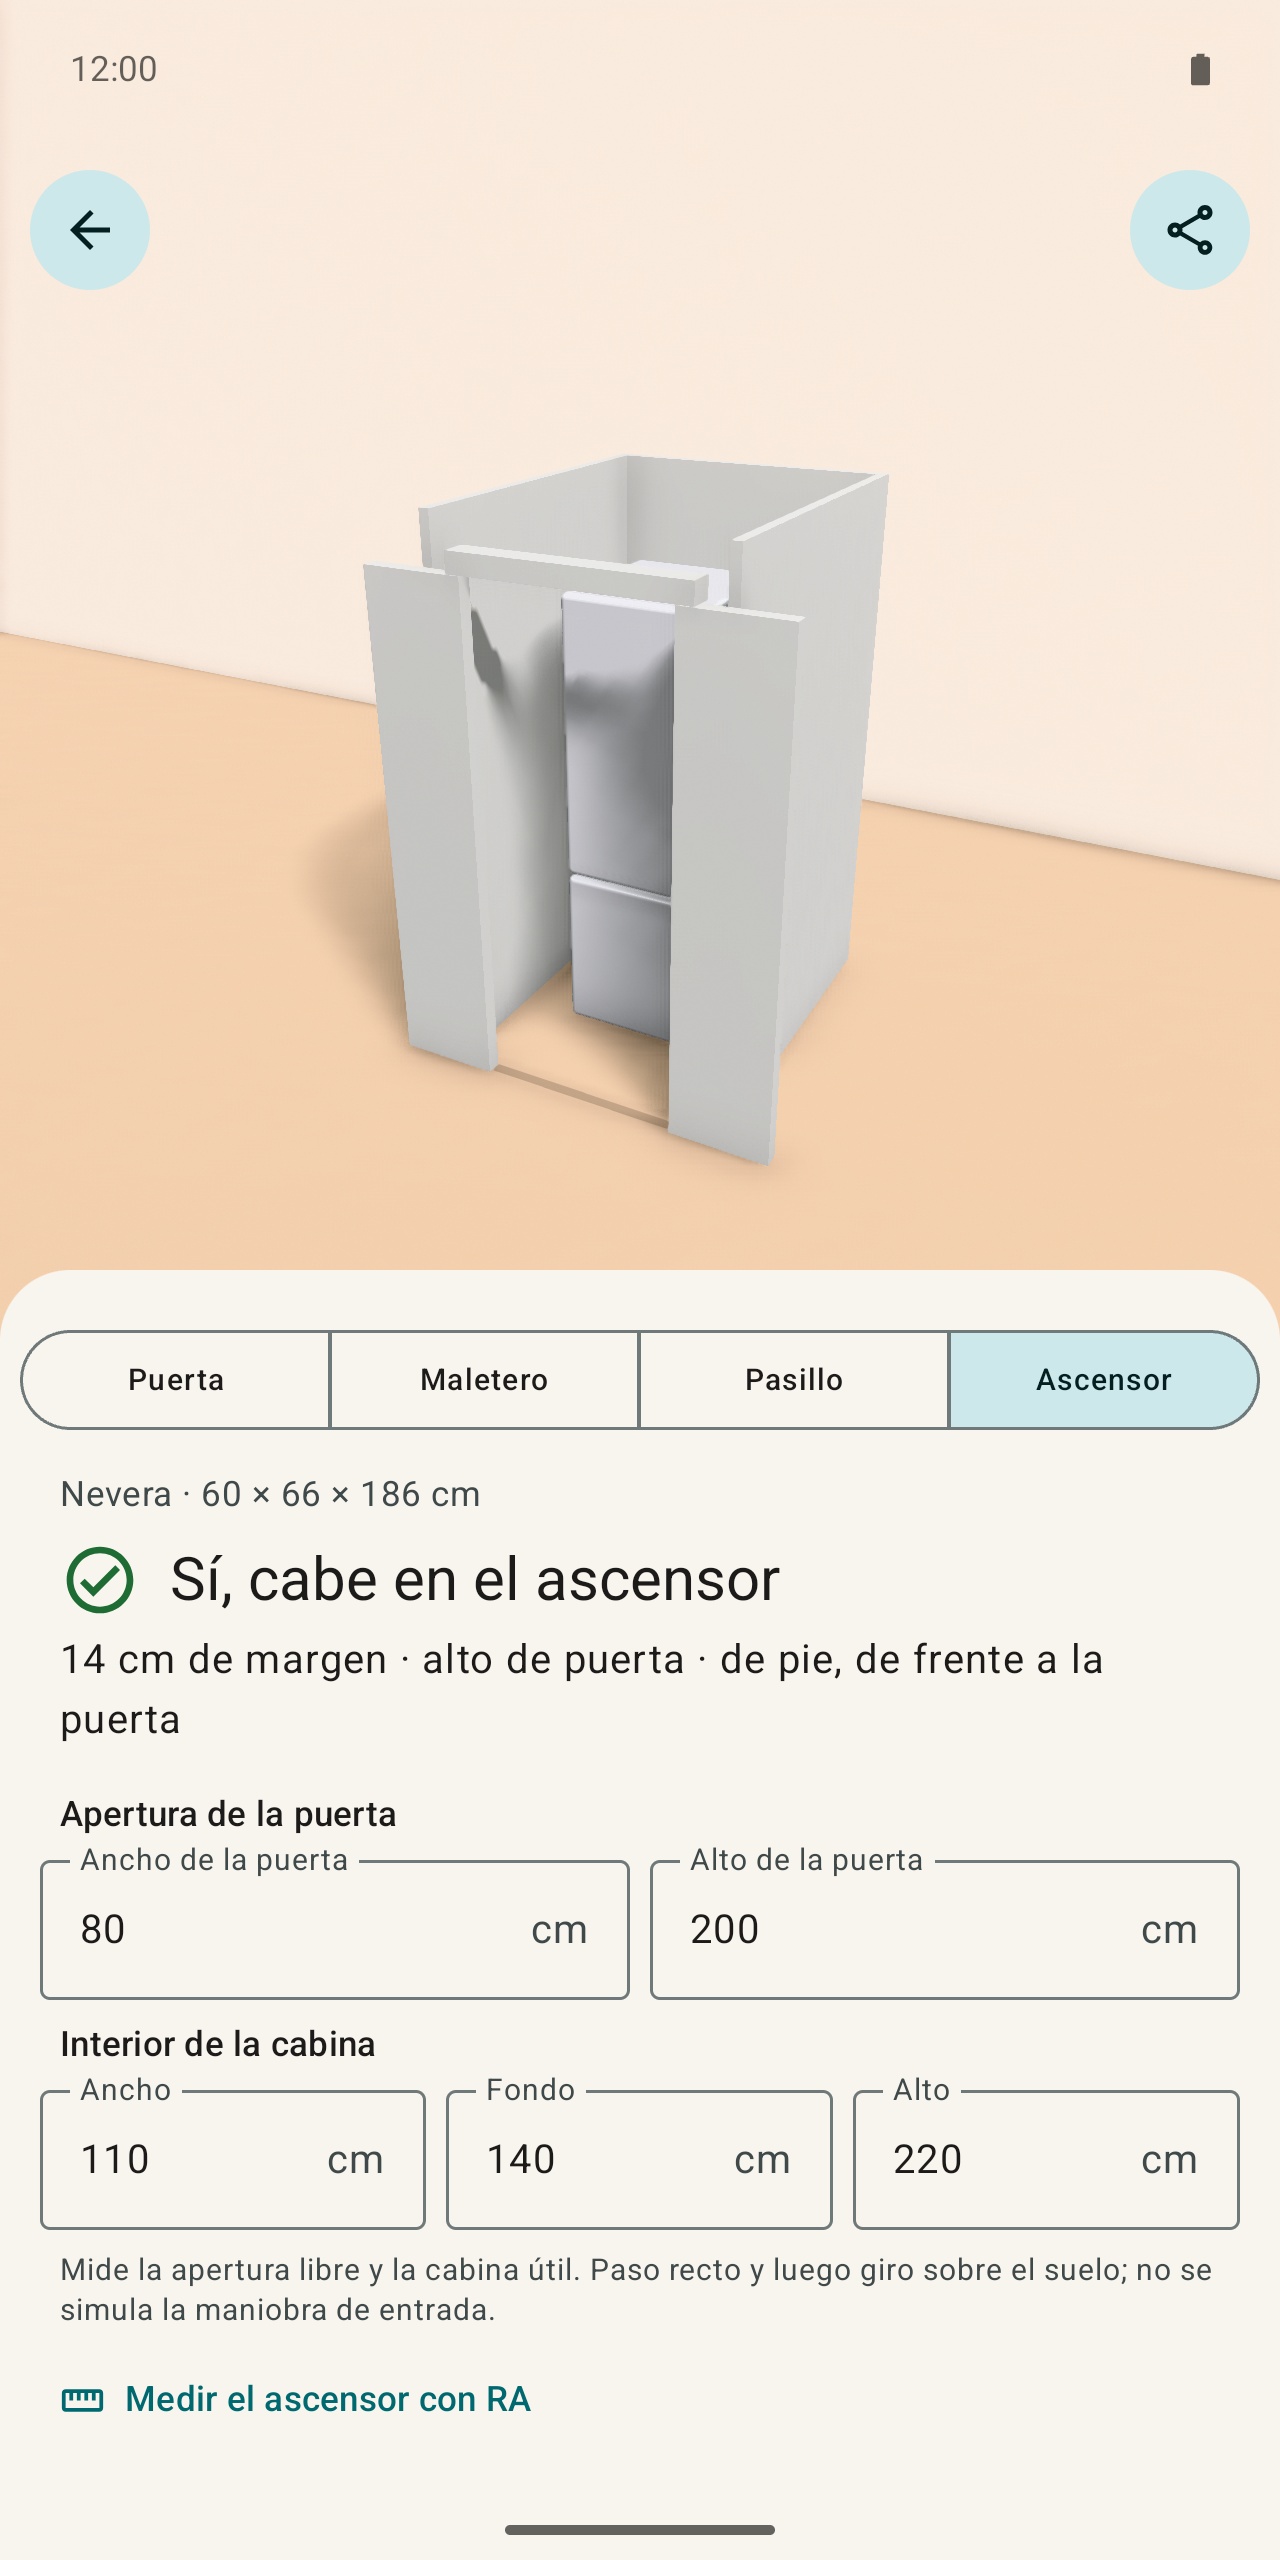 12:00
Puerta
Maletero
Pasillo
Ascensor
Nevera · 60 × 66 × 186 cm
Sí, cabe en el ascensor
14 cm de margen · alto de puerta · de pie, de frente a la
puerta
Apertura de la puerta
Ancho de la puerta
80 cm
Alto de la puerta
200 cm
Interior de la cabina
Ancho
110 cm
Fondo
140 cm
Alto
220 cm
Mide la apertura libre y la cabina útil. Paso recto y luego giro sobre el suelo; no se
simula la maniobra de entrada.
Medir el ascensor con RA